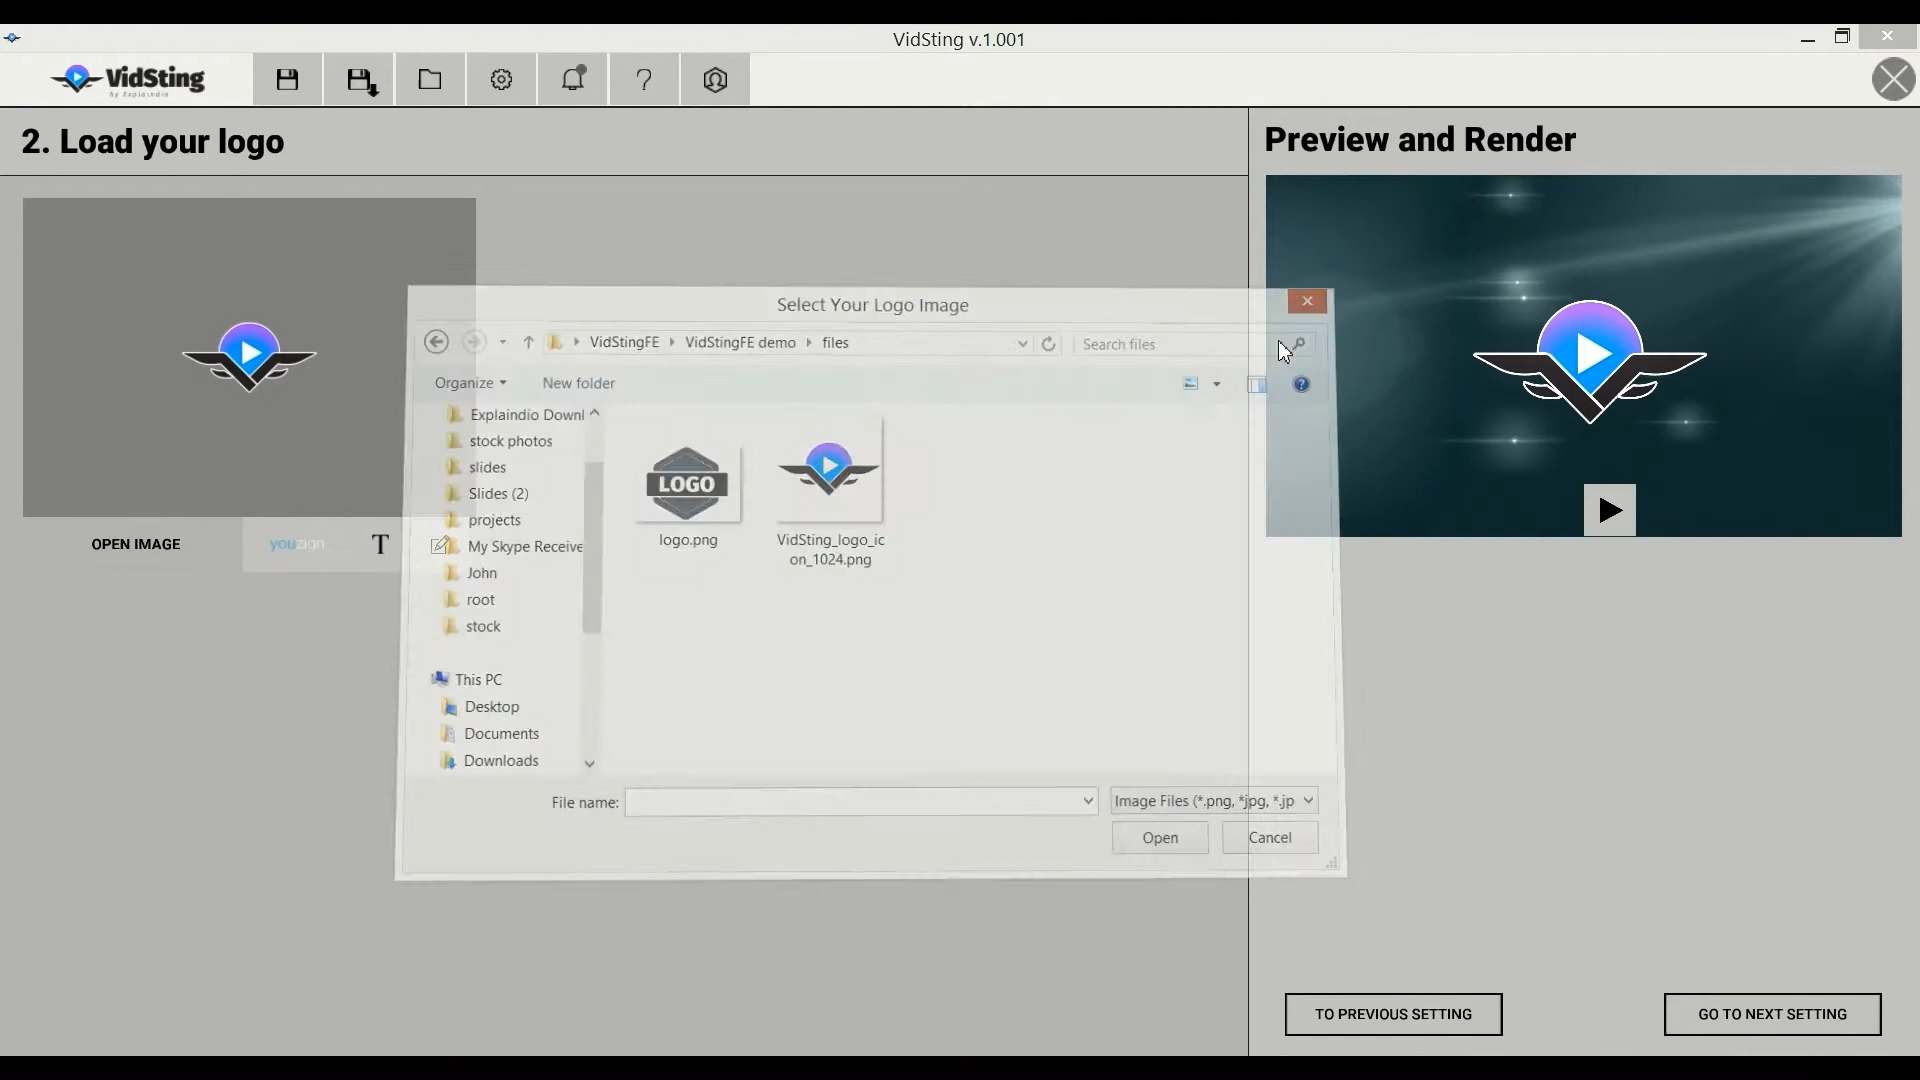 VidSting v.1.001
VidSting
by Explaindio
?
2. Load your logo
Preview and Render
Select Your Logo Image
VidStingFE
VidStingFE demo
files
Search files
Organize
New folder
?
Explaindio Downl
stock photos
slides
Slides (2)
projects
My Skype Receive
John
root
stock
This PC
Desktop
Documents
Downloads
LOGO
logo.png
VidSting_logo_ic
on_1024.png
OPEN IMAGE
youzign
T
File name:
Image Files (*.png, *jpg, *.jp
Open
Cancel
TO PREVIOUS SETTING
GO TO NEXT SETTING